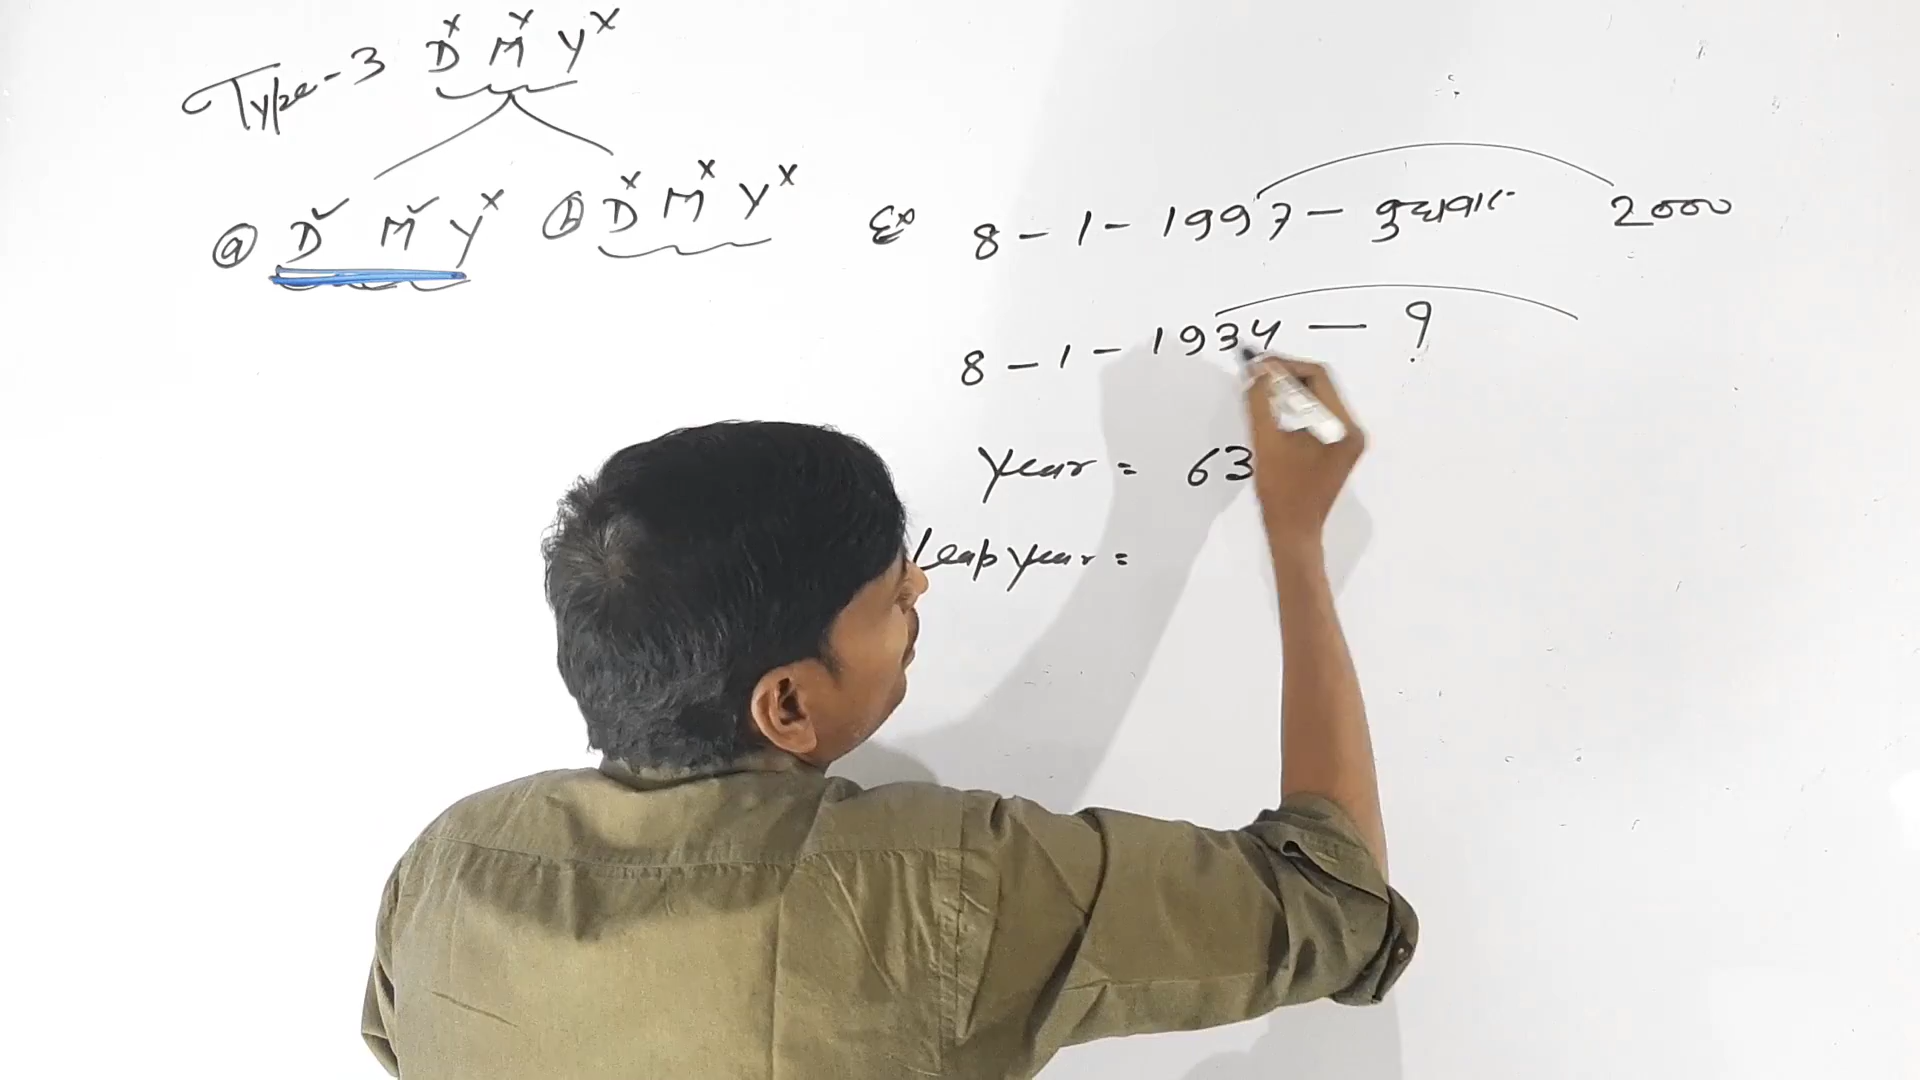 Type-3 D× M× Y×
ⓐ D✓ M✓ Y× ⓑ D× M× Y×
Ex 8 - 1 - 1997 - बुधवार 2000
8 - 1 - 1934 - ?
Year = 63
Leap Year =